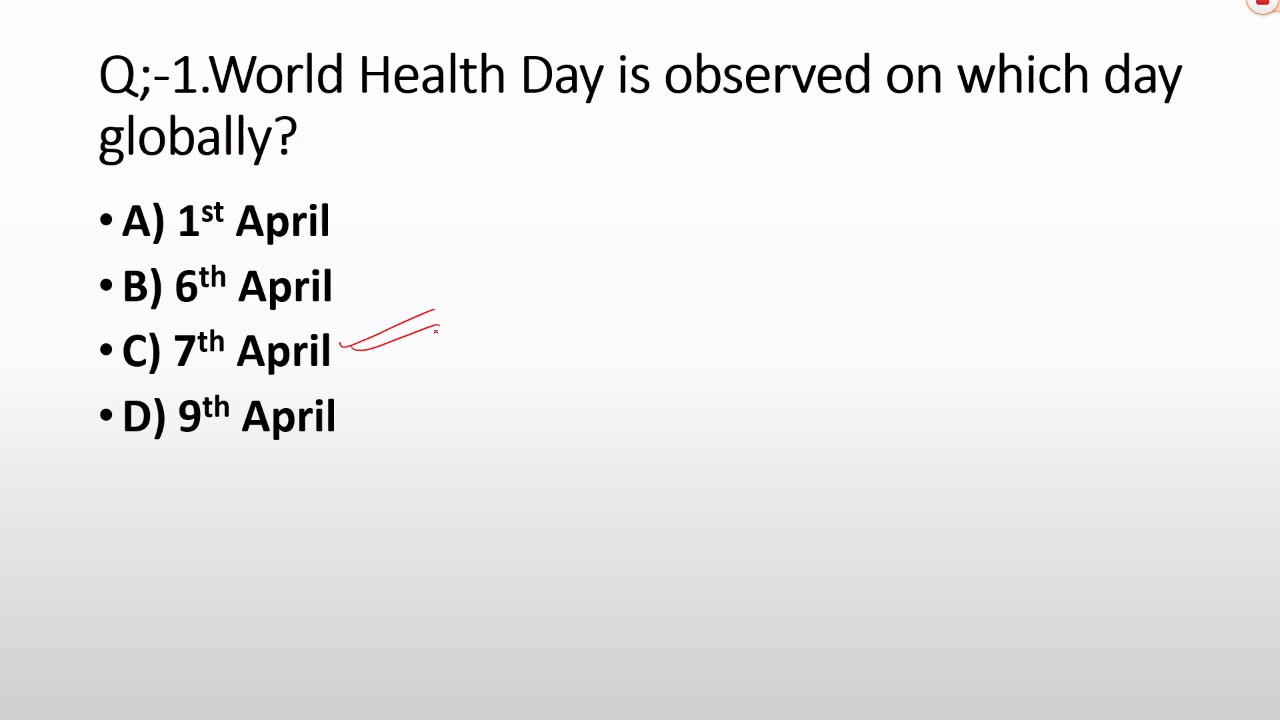 Q;-1.World Health Day is observed on which day
globally?
• A) 1st April
• B) 6th April
• C) 7th April
• D) 9th April